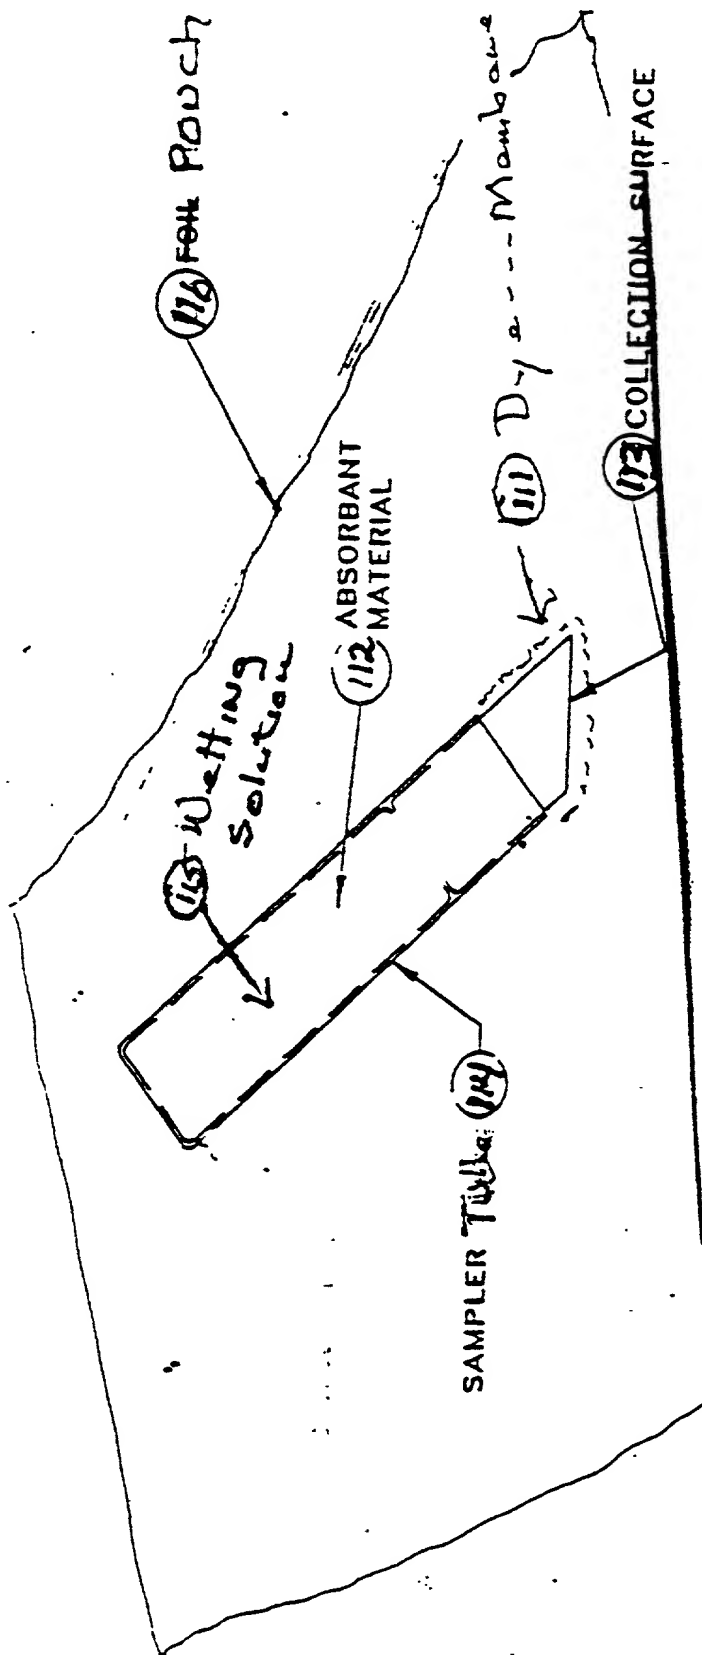 116 Foil Pouch
115 Wetting
Solution
112 ABSORBANT
MATERIAL
111 Dye---- Membrane
113 COLLECTION SURFACE
SAMPLER Tube 114